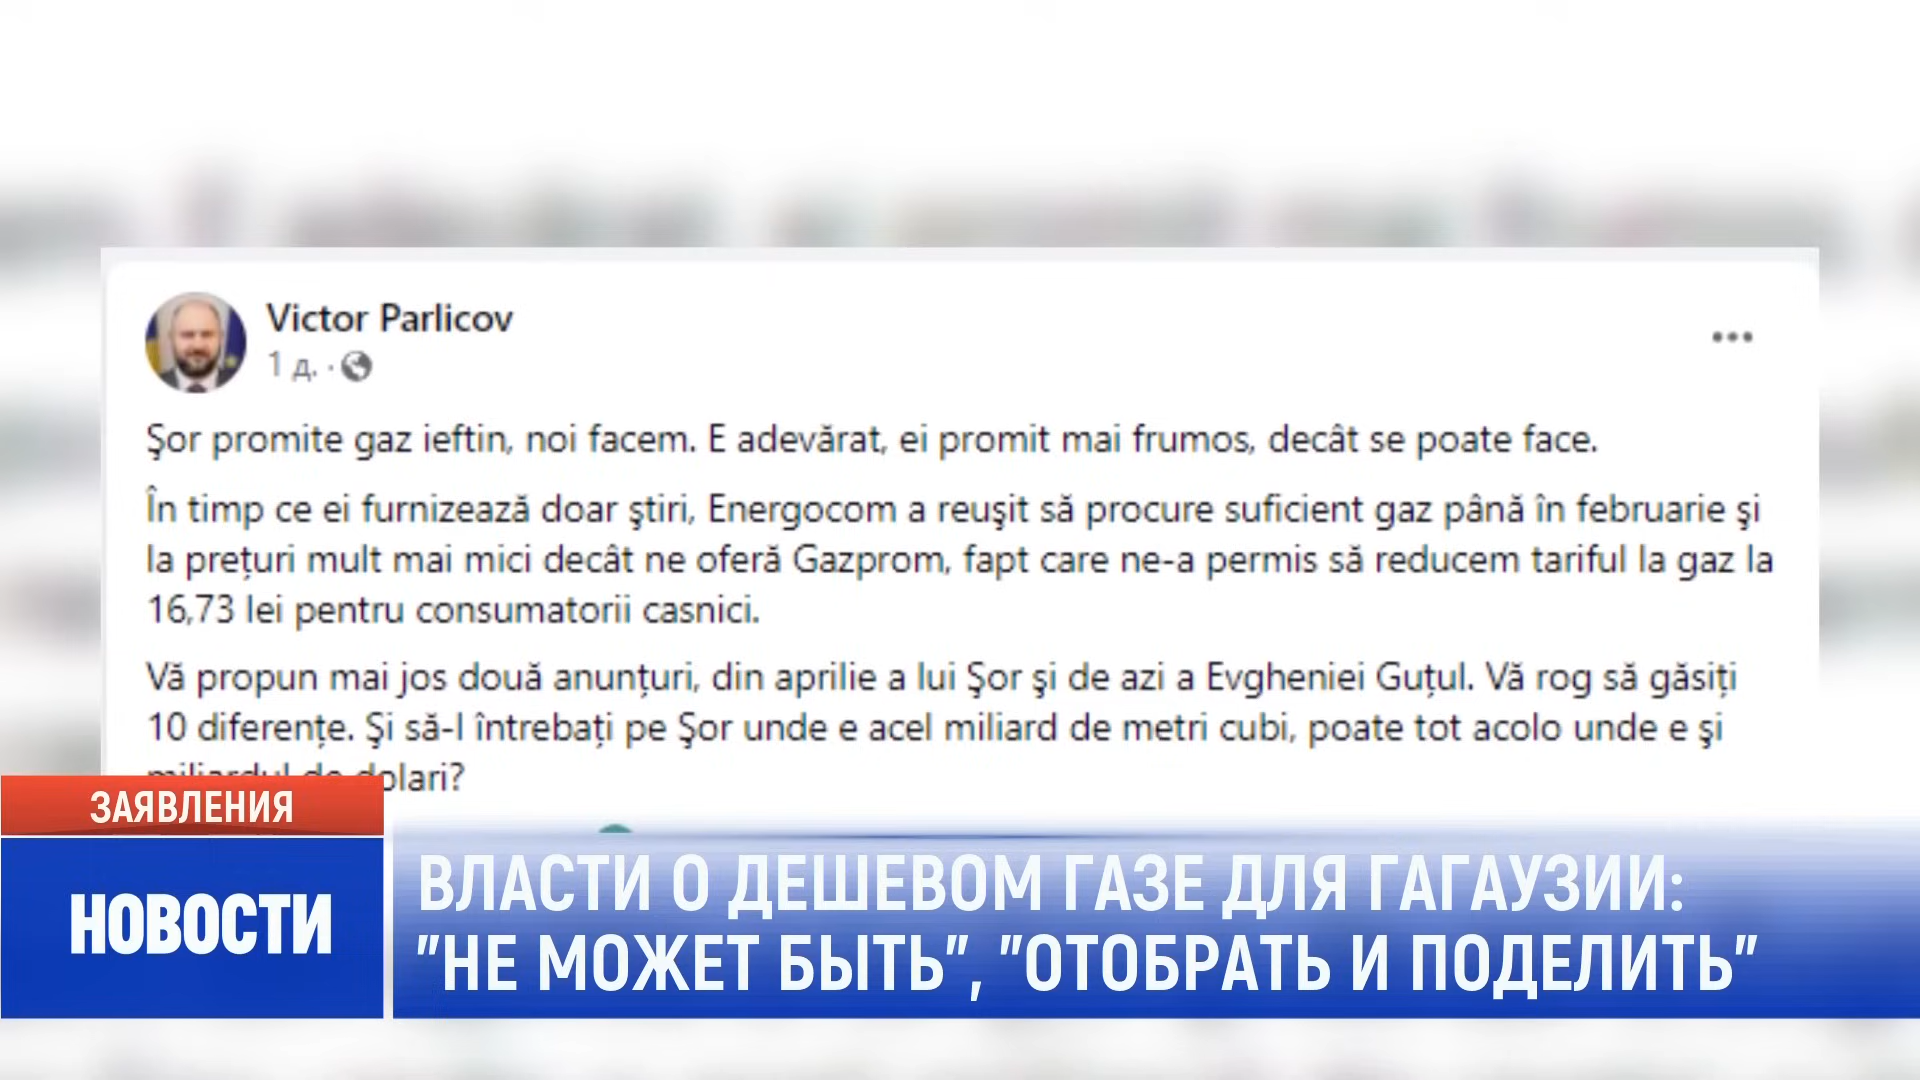 Victor Parlicov
1 д. ·
Şor promite gaz ieftin, noi facem. E adevărat, ei promit mai frumos, decât se poate face.
În timp ce ei furnizează doar ştiri, Energocom a reuşit să procure suficient gaz până în februarie şi
la prețuri mult mai mici decât ne oferă Gazprom, fapt care ne-a permis să reducem tariful la gaz la
16,73 lei pentru consumatorii casnici.
Vă propun mai jos două anunțuri, din aprilie a lui Şor şi de azi a Evgheniei Guțul. Vă rog să găsiți
10 diferențe. Şi să-l întrebați pe Şor unde e acel miliard de metri cubi, poate tot acolo unde e şi
miliardul de dolari?
ЗАЯВЛЕНИЯ
НОВОСТИ
ВЛАСТИ О ДЕШЕВОМ ГАЗЕ ДЛЯ ГАГАУЗИИ:
"НЕ МОЖЕТ БЫТЬ", "ОТОБРАТЬ И ПОДЕЛИТЬ"